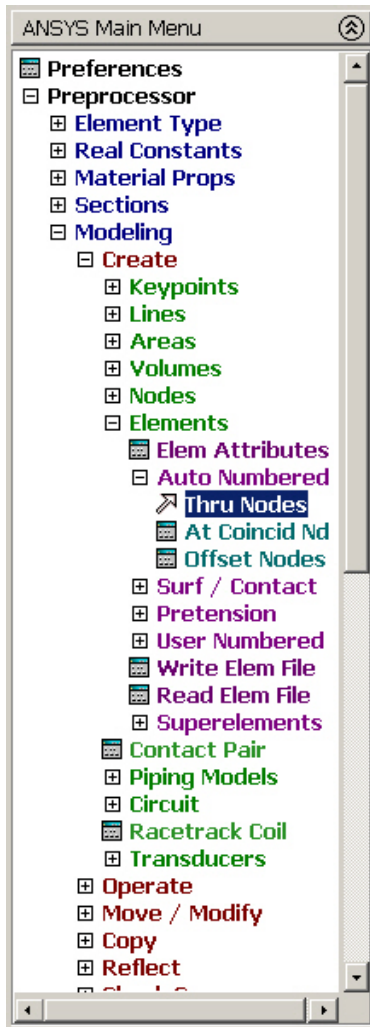 ANSYS Main Menu
Preferences
Preprocessor
Element Type
Real Constants
Material Props
Sections
Modeling
Create
Keypoints
Lines
Areas
Volumes
Nodes
Elements
Elem Attributes
Auto Numbered
Thru Nodes
At Coincid Nd
Offset Nodes
Surf / Contact
Pretension
User Numbered
Write Elem File
Read Elem File
Superelements
Contact Pair
Piping Models
Circuit
Racetrack Coil
Transducers
Operate
Move / Modify
Copy
Reflect